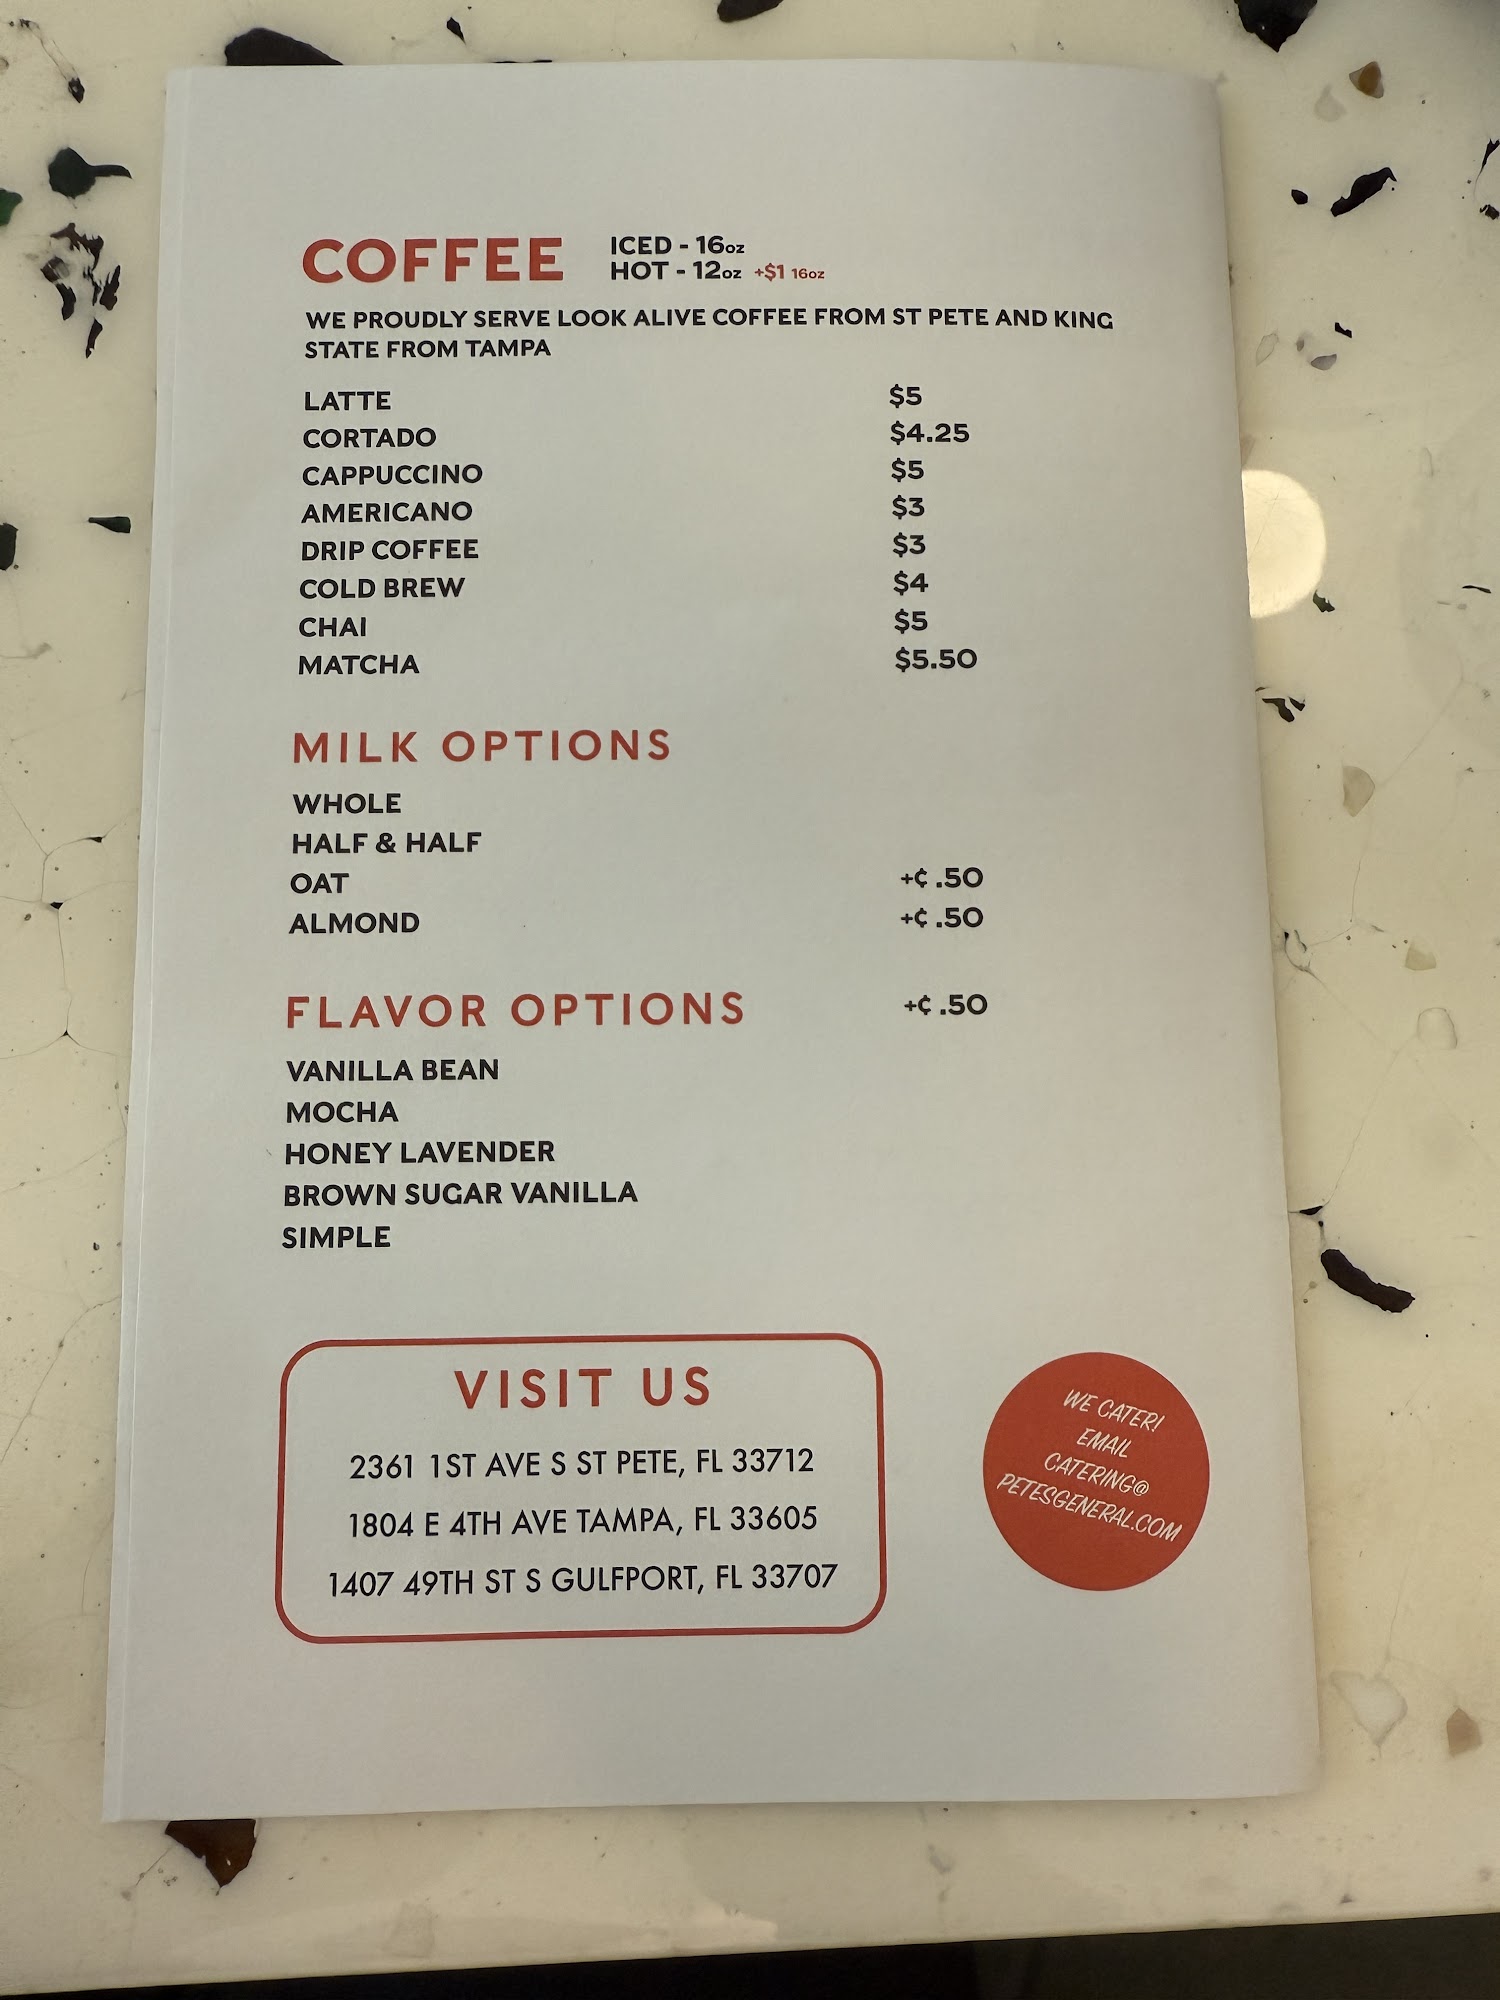 COFFEE
ICED - 16oz
HOT - 12oz +$1 16oz
WE PROUDLY SERVE LOOK ALIVE COFFEE FROM ST PETE AND KING
STATE FROM TAMPA
LATTE $5
CORTADO $4.25
CAPPUCCINO $5
AMERICANO $3
DRIP COFFEE $3
COLD BREW $4
CHAI $5
MATCHA $5.50
MILK OPTIONS
WHOLE
HALF & HALF
OAT +¢ .50
ALMOND +¢ .50
FLAVOR OPTIONS +¢ .50
VANILLA BEAN
MOCHA
HONEY LAVENDER
BROWN SUGAR VANILLA
SIMPLE
VISIT US
2361 1ST AVE S ST PETE, FL 33712
1804 E 4TH AVE TAMPA, FL 33605
1407 49TH ST S GULFPORT, FL 33707
WE CATER!
EMAIL
CATERING@
PETESGENERAL.COM